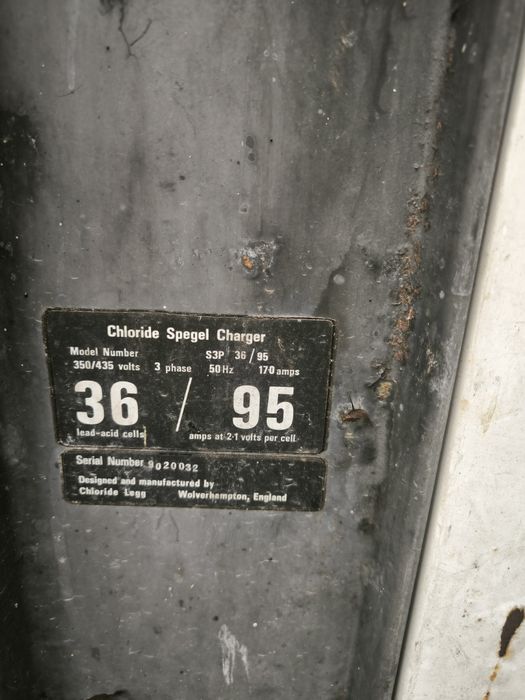 Chloride Spegel Charger
Model Number S3P 36/95
350/435 volts 3 phase 50Hz 170 amps
36 / 95
lead-acid cells amps at 2·1 volts per cell
Serial Number 9020032
Designed and manufactured by
Chloride Legg Wolverhampton, England